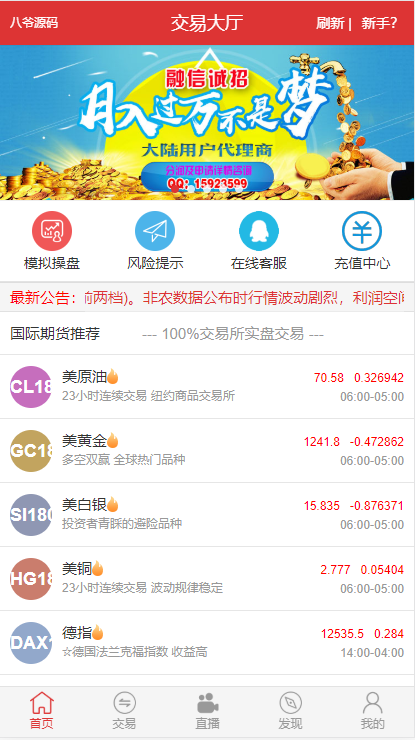 八爷源码
交易大厅
刷新 | 新手?
融信诚招
月入过万不是梦
大陆用户代理商
分润及申请详情咨询
QQ: 15923599
模拟操盘
风险提示
在线客服
充值中心
最新公告: 前两档)。非农数据公布时行情波动剧烈，利润空间
国际期货推荐 --- 100%交易所实盘交易 ---
CL18
美原油
70.58 0.326942
23小时连续交易 纽约商品交易所
06:00-05:00
GC18
美黄金
1241.8 -0.472862
多空双赢 全球热门品种
06:00-05:00
SI180
美白银
15.835 -0.876371
投资者青睐的避险品种
06:00-05:00
HG18
美铜
2.777 0.05404
23小时连续交易 波动规律稳定
06:00-05:00
DAX1
德指
12535.5 0.284
☆德国法兰克福指数 收益高
14:00-04:00
首页
交易
直播
发现
我的